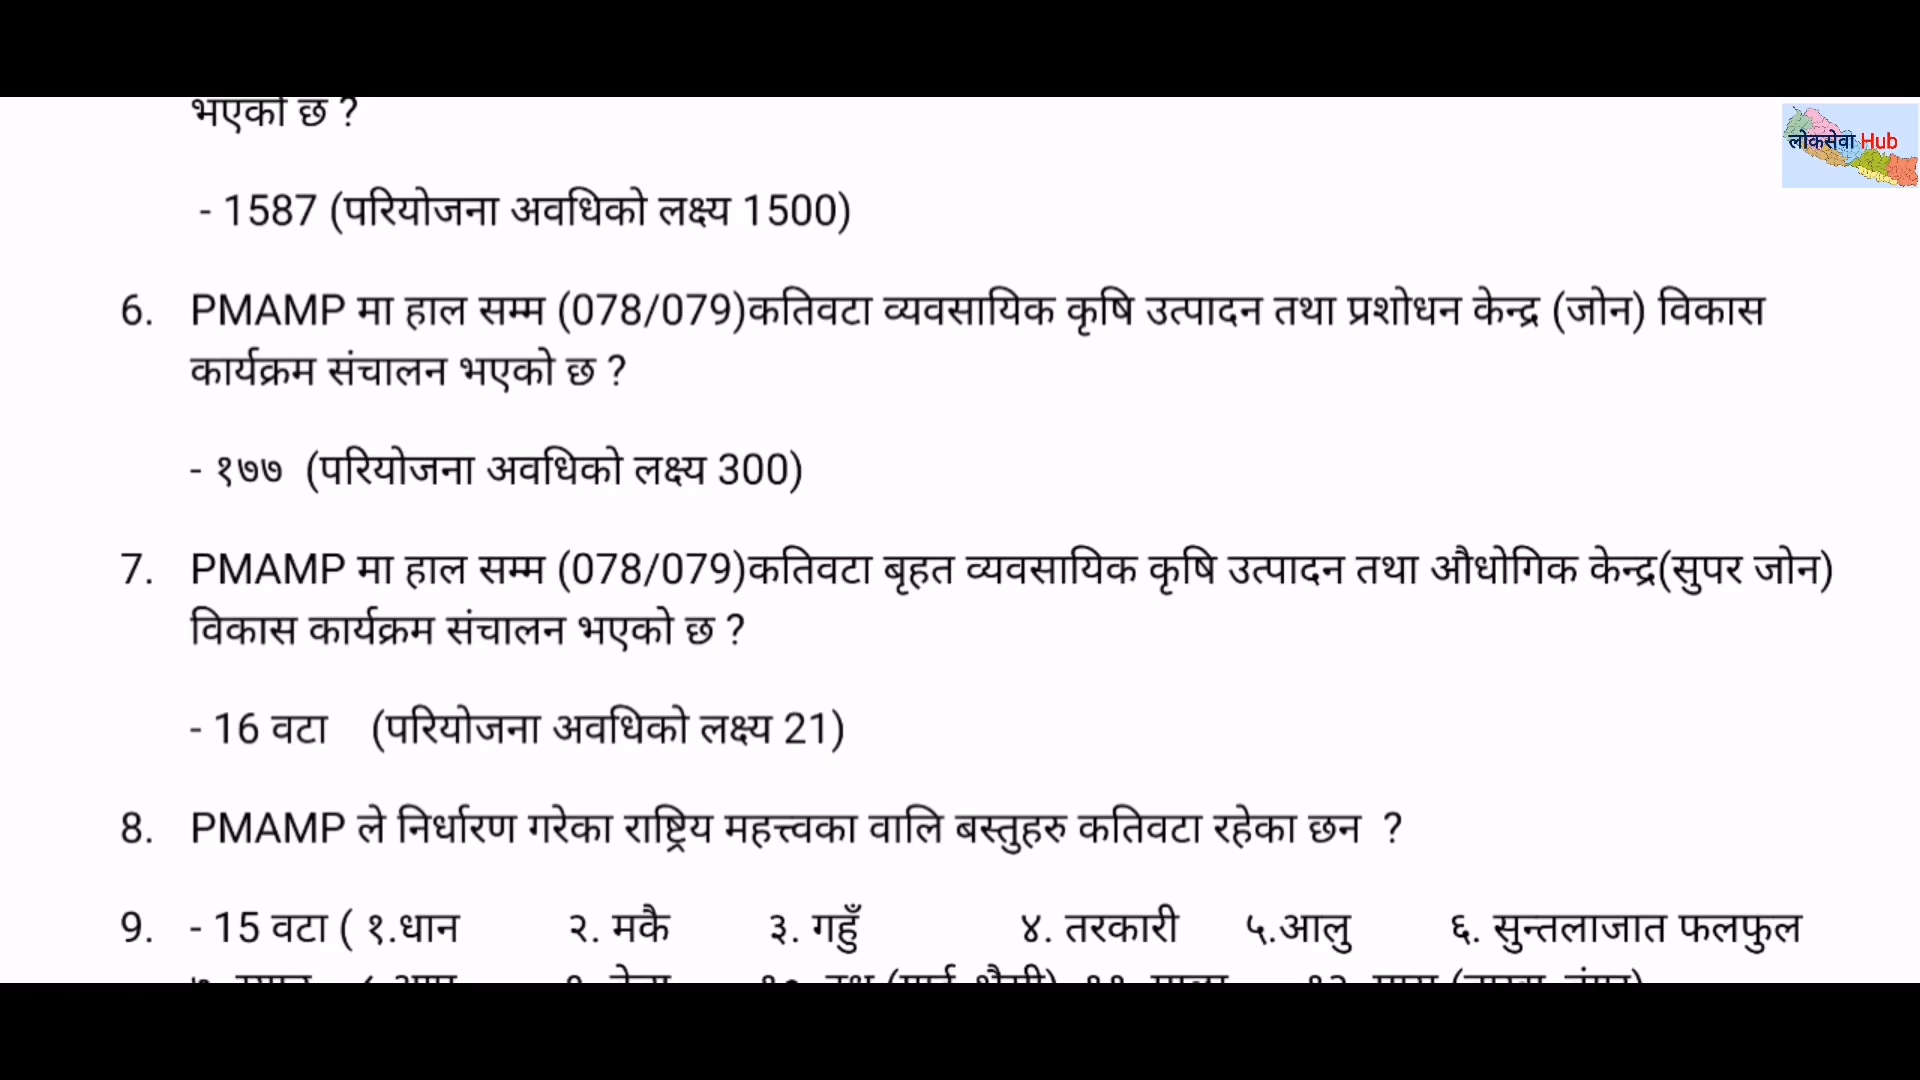 भएको छ ?
लोकसेवा Hub
- 1587 (परियोजना अवधिको लक्ष्य 1500)
6. PMAMP मा हाल सम्म (078/079)कतिवटा व्यवसायिक कृषि उत्पादन तथा प्रशोधन केन्द्र (जोन) विकास
कार्यक्रम संचालन भएको छ ?
- १७७ (परियोजना अवधिको लक्ष्य 300)
7. PMAMP मा हाल सम्म (078/079)कतिवटा बृहत व्यवसायिक कृषि उत्पादन तथा औधोगिक केन्द्र(सुपर जोन)
विकास कार्यक्रम संचालन भएको छ ?
- 16 वटा (परियोजना अवधिको लक्ष्य 21)
8. PMAMP ले निर्धारण गरेका राष्ट्रिय महत्त्वका वालि बस्तुहरु कतिवटा रहेका छन ?
9. - 15 वटा ( १.धान २. मकै ३. गहुँ ४. तरकारी ५.आलु ६. सुन्तलाजात फलफुल